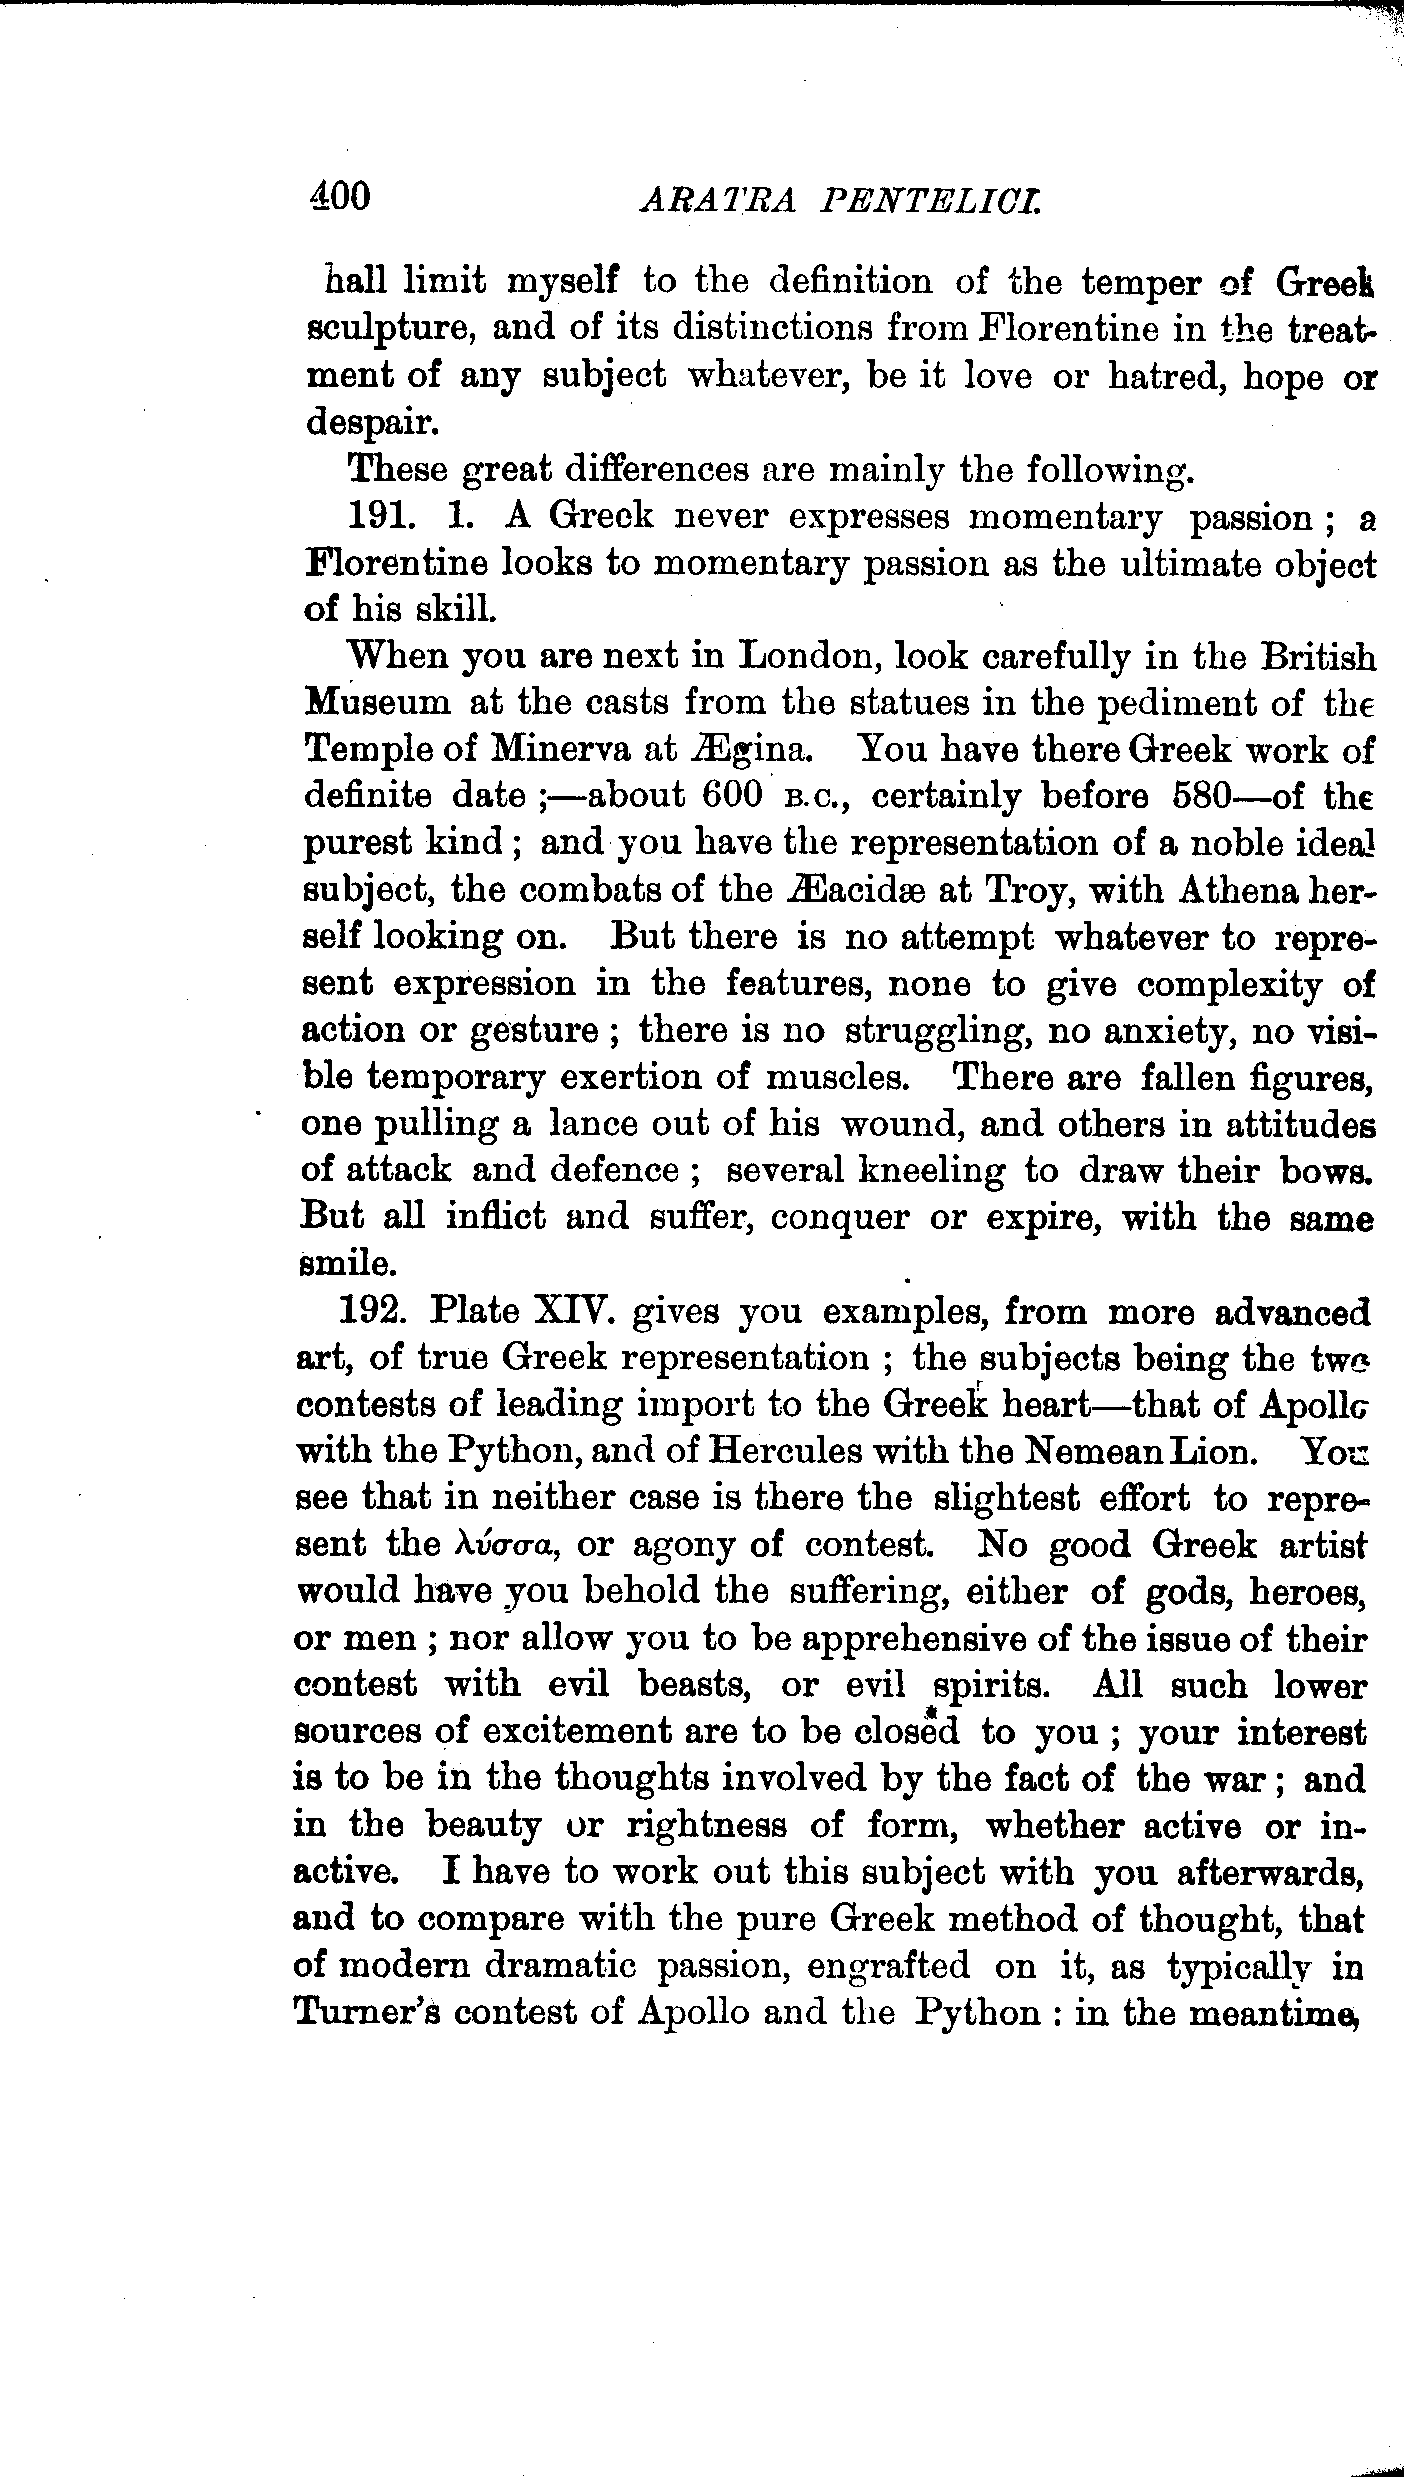 400 ARATRA PENTELICI.
hall limit myself to the definition of the temper of Greek
sculpture, and of its distinctions from Florentine in the treat-
ment of any subject whatever, be it love or hatred, hope or
despair.
These great differences are mainly the following.
191. 1. A Greek never expresses momentary passion ; a
Florentine looks to momentary passion as the ultimate object
of his skill.
When you are next in London, look carefully in the British
Museum at the casts from the statues in the pediment of the
Temple of Minerva at Ægina. You have there Greek work of
definite date ;—about 600 B.C., certainly before 580—of the
purest kind ; and you have the representation of a noble ideal
subject, the combats of the Æacidæ at Troy, with Athena her-
self looking on. But there is no attempt whatever to repre-
sent expression in the features, none to give complexity of
action or gesture ; there is no struggling, no anxiety, no visi-
ble temporary exertion of muscles. There are fallen figures,
one pulling a lance out of his wound, and others in attitudes
of attack and defence ; several kneeling to draw their bows.
But all inflict and suffer, conquer or expire, with the same
smile.
192. Plate XIV. gives you examples, from more advanced
art, of true Greek representation ; the subjects being the two
contests of leading import to the Greek heart—that of Apollo
with the Python, and of Hercules with the Nemean Lion. You
see that in neither case is there the slightest effort to repre-
sent the λύσσα, or agony of contest. No good Greek artist
would have you behold the suffering, either of gods, heroes,
or men ; nor allow you to be apprehensive of the issue of their
contest with evil beasts, or evil spirits. All such lower
sources of excitement are to be closed to you ; your interest
is to be in the thoughts involved by the fact of the war ; and
in the beauty or rightness of form, whether active or in-
active. I have to work out this subject with you afterwards,
and to compare with the pure Greek method of thought, that
of modern dramatic passion, engrafted on it, as typically in
Turner's contest of Apollo and the Python : in the meantime,